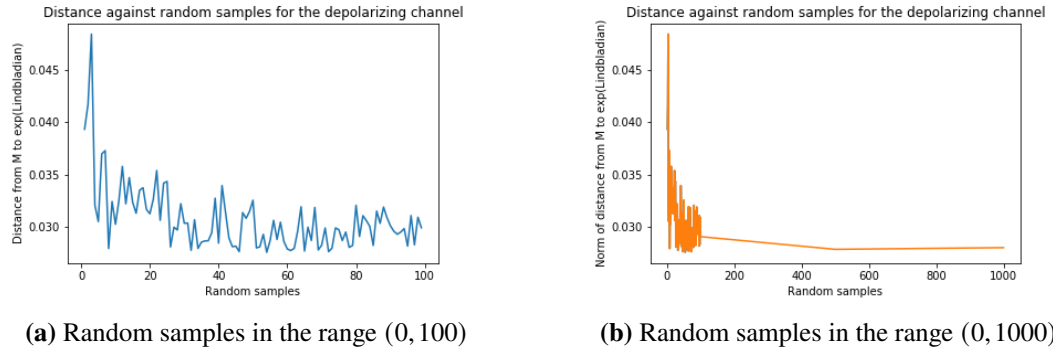 Distance against random samples for the depolarizing channel
Distance from M to exp(Lindbladian)
0.045
0.040
0.035
0.030
0 20 40 60 80 100
Random samples
(a) Random samples in the range (0, 100)
Distance against random samples for the depolarizing channel
Norm of distance from M to exp(Lindbladian)
0.045
0.040
0.035
0.030
0 200 400 600 800 1000
Random samples
(b) Random samples in the range (0, 1000)